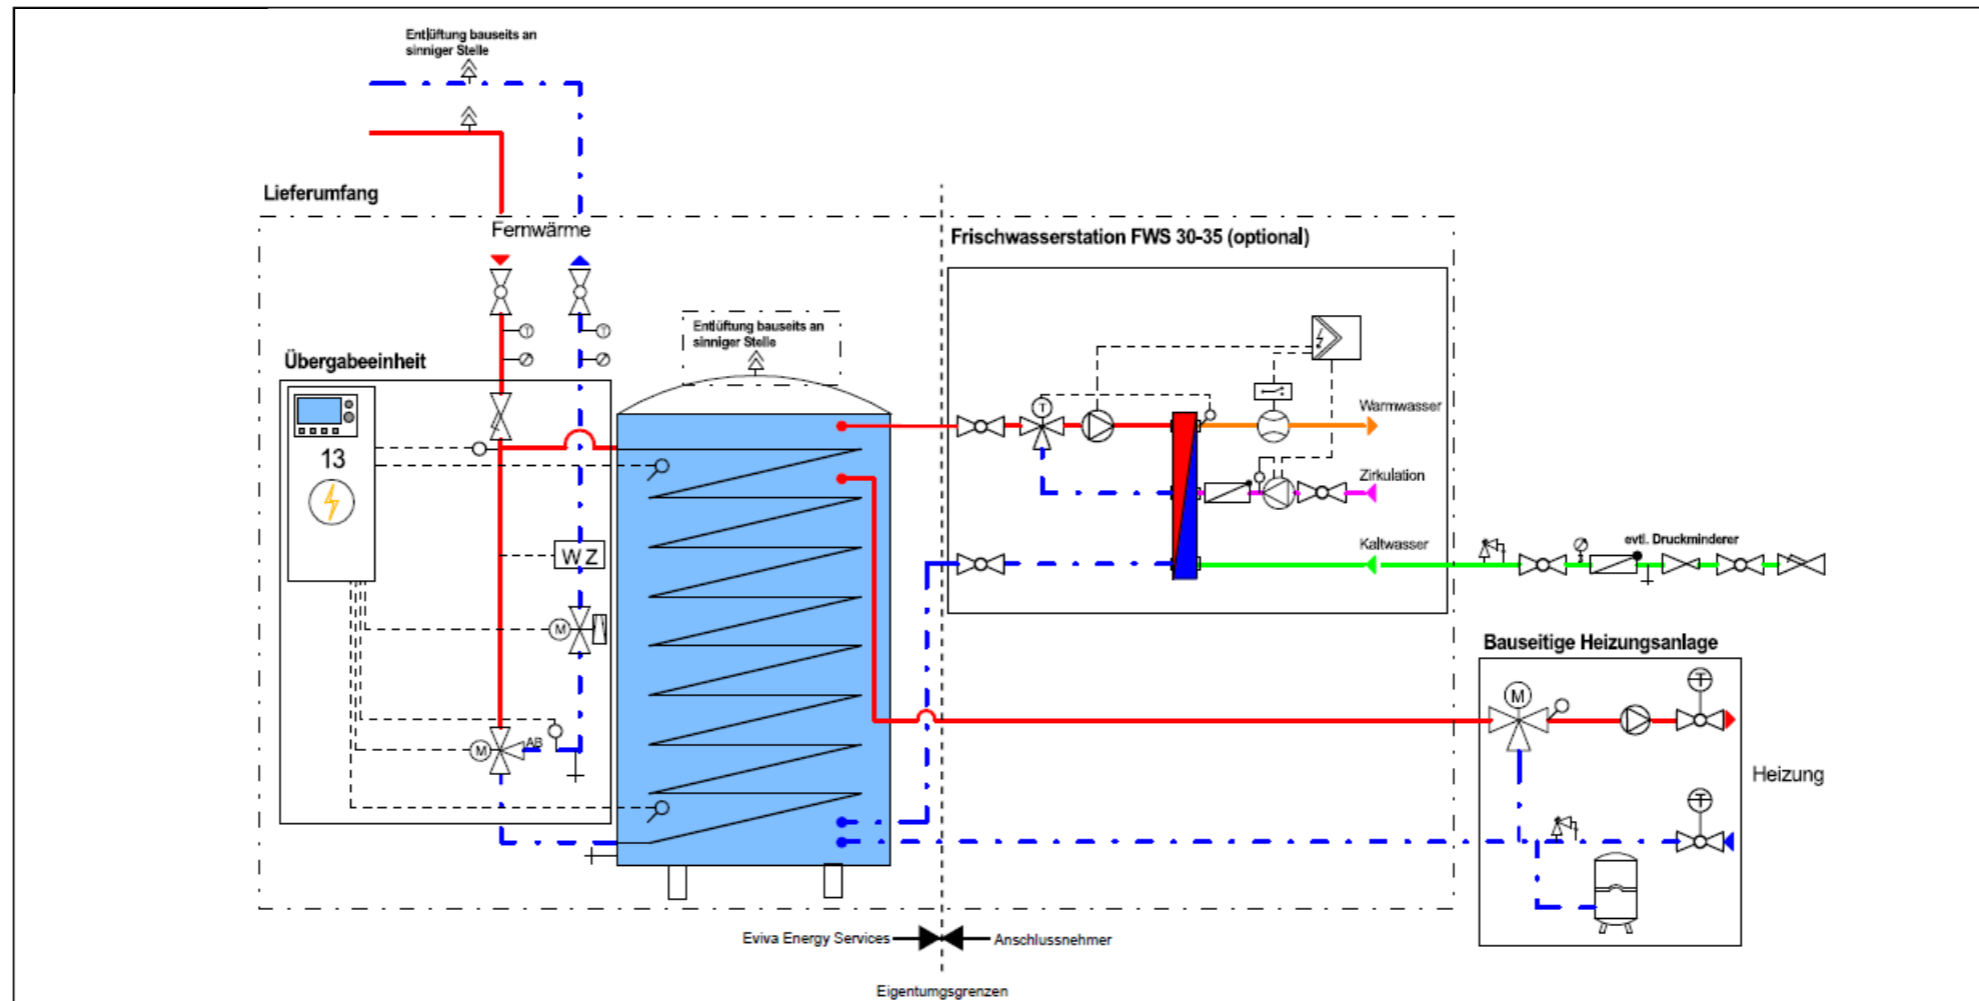 Entlüftung bauseits an
sinniger Stelle
Lieferumfang
Fernwärme
Frischwasserstation FWS 30-35 (optional)
T
T
Entlüftung bauseits an
sinniger Stelle
Übergabeeinheit
13
T
Warmwasser
Zirkulation
Kaltwasser
evtl. Druckminderer
WZ
M
M
AB
Bauseitige Heizungsanlage
M
T
Heizung
T
Eviva Energy Services
Anschlussnehmer
Eigentumgsgrenzen